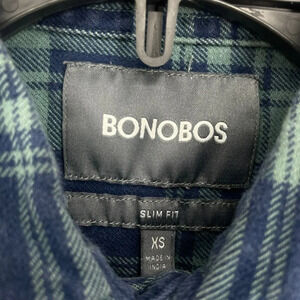 BONOBOS
SLIM FIT
XS
MADE IN
INDIA